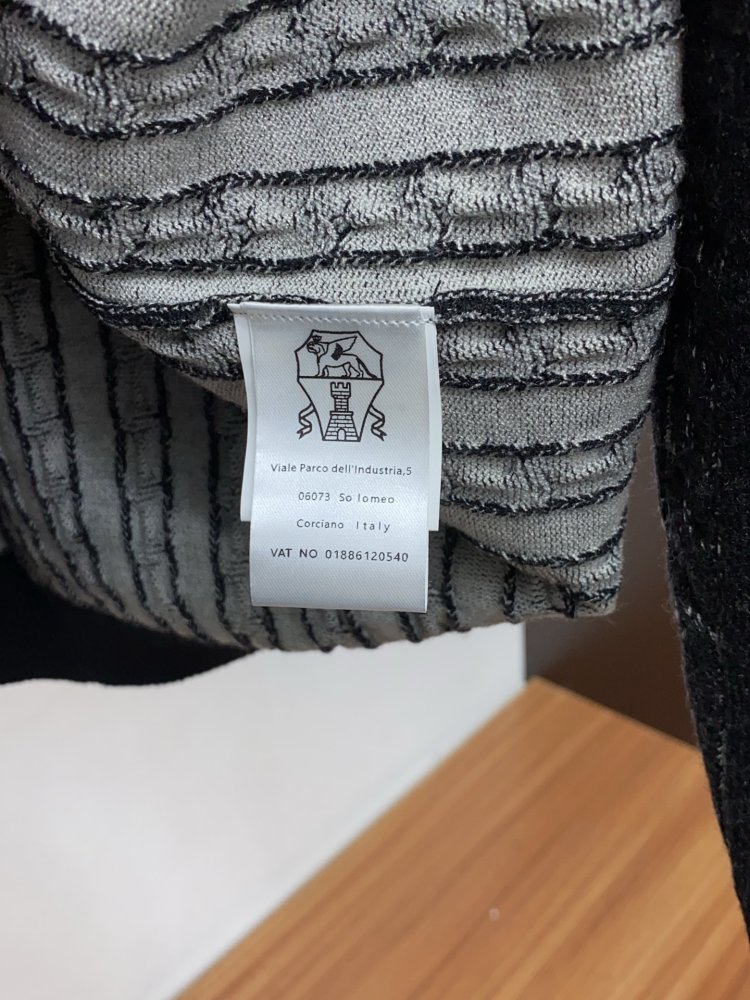 Viale Parco dell'Industria,5
06073 So lomeo
Corciano Italy
VAT NO 01886120540